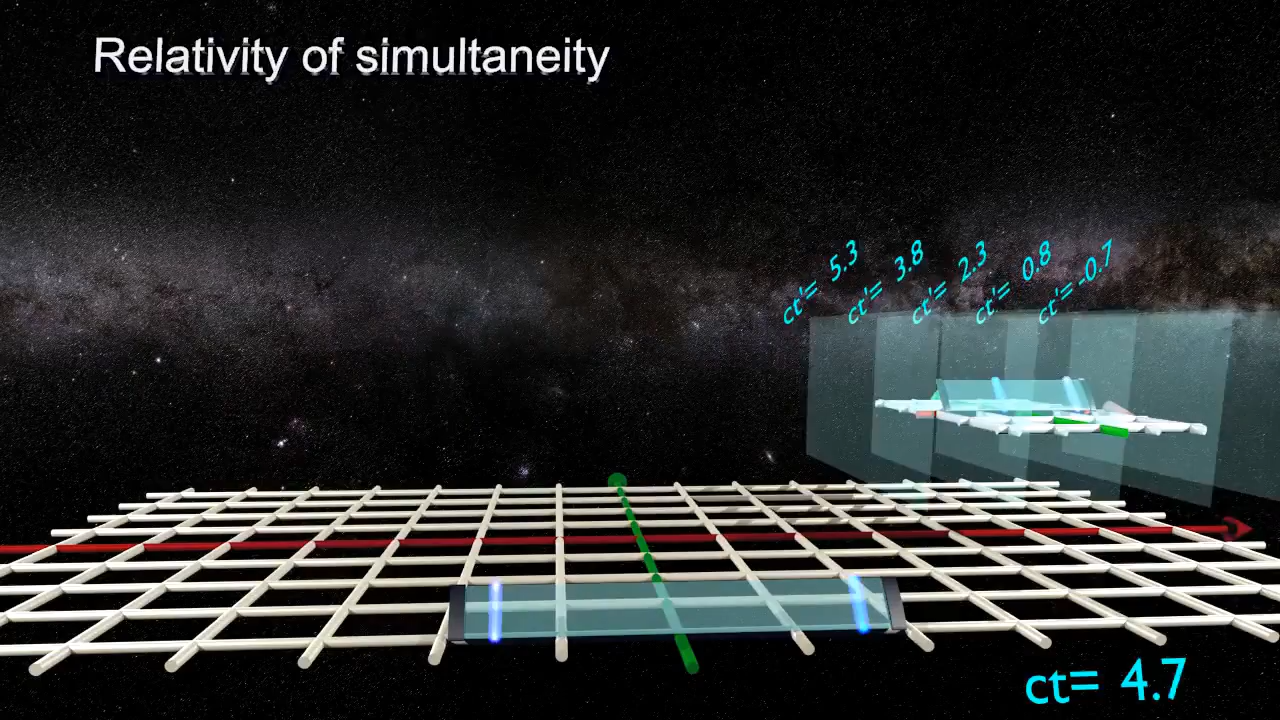 Relativity of simultaneity
ct'= 5.3
ct'= 3.8
ct'= 2.3
ct'= 0.8
ct'= -0.7
ct= 4.7